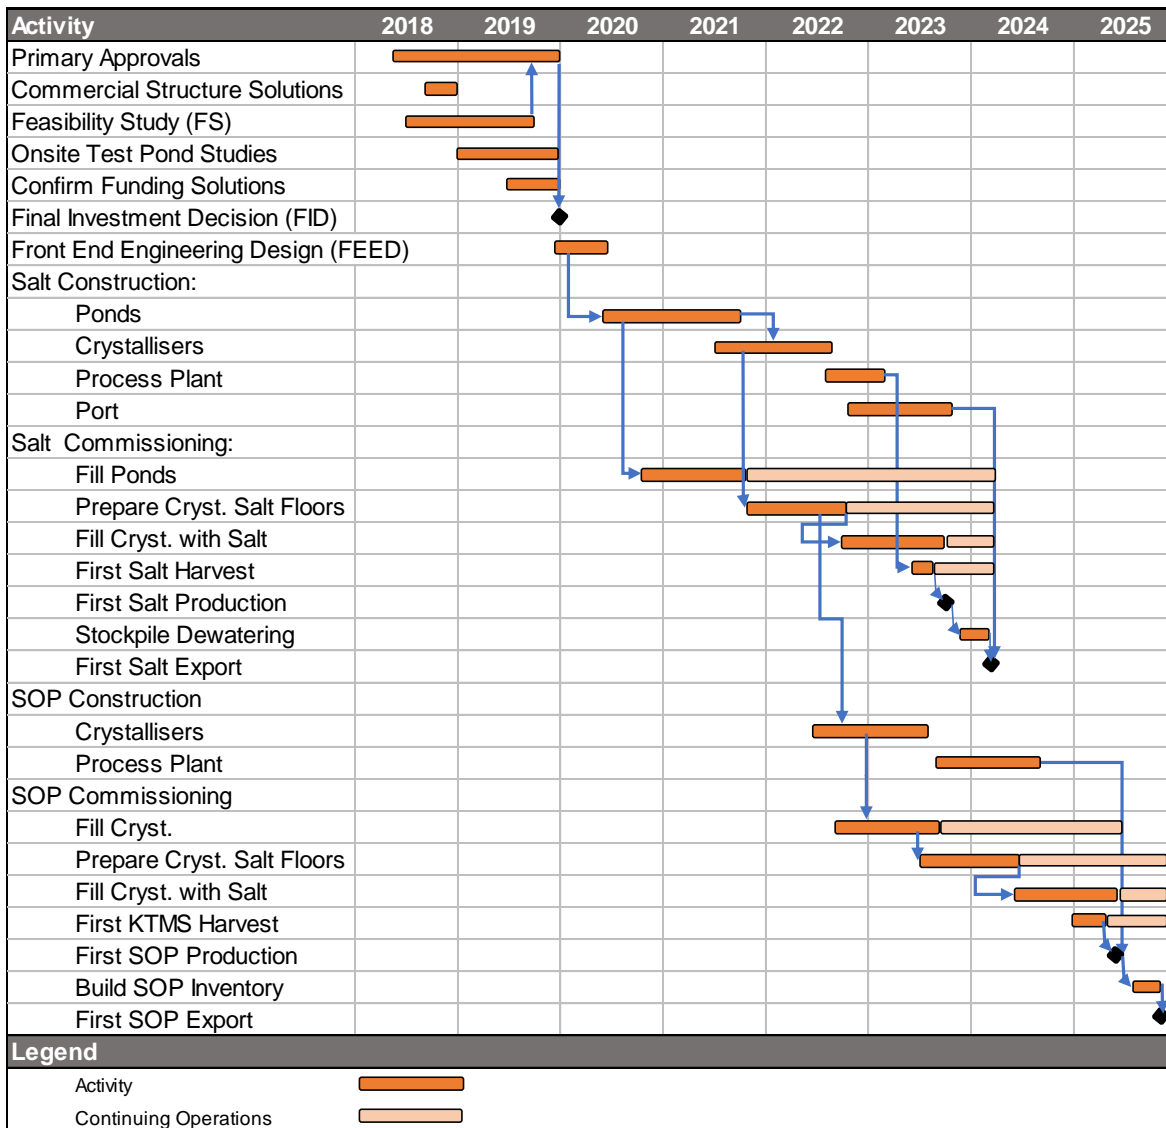 Activity 2018 2019 2020 2021 2022 2023 2024 2025
Primary Approvals
Commercial Structure Solutions
Feasibility Study (FS)
Onsite Test Pond Studies
Confirm Funding Solutions
Final Investment Decision (FID)
Front End Engineering Design (FEED)
Salt Construction:
Ponds
Crystallisers
Process Plant
Port
Salt Commissioning:
Fill Ponds
Prepare Cryst. Salt Floors
Fill Cryst. with Salt
First Salt Harvest
First Salt Production
Stockpile Dewatering
First Salt Export
SOP Construction
Crystallisers
Process Plant
SOP Commissioning
Fill Cryst.
Prepare Cryst. Salt Floors
Fill Cryst. with Salt
First KTMS Harvest
First SOP Production
Build SOP Inventory
First SOP Export
Legend
Activity
Continuing Operations